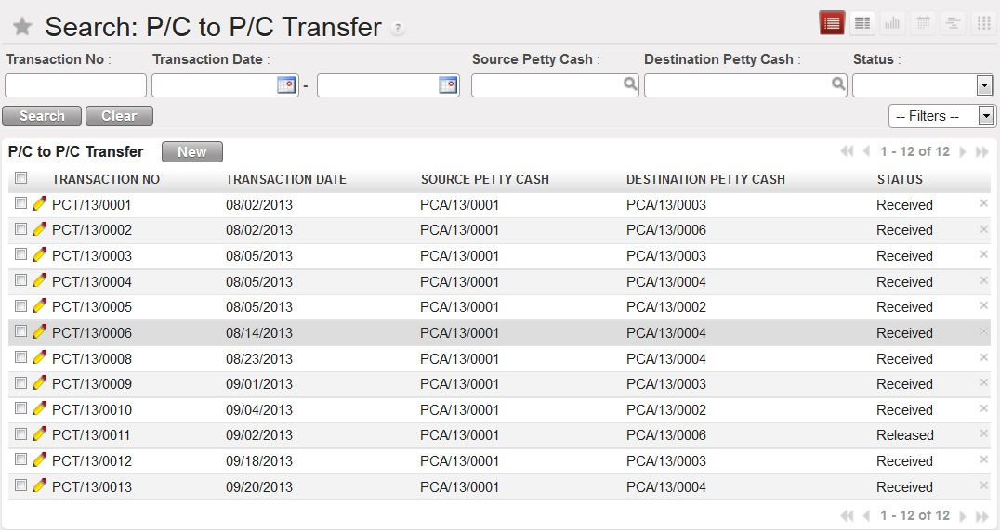 Search: P/C to P/C Transfer ?
Transaction No : Transaction Date : Source Petty Cash : Destination Petty Cash : Status :
-
Search Clear -- Filters --
P/C to P/C Transfer New 1 - 12 of 12
TRANSACTION NO TRANSACTION DATE SOURCE PETTY CASH DESTINATION PETTY CASH STATUS
PCT/13/0001 08/02/2013 PCA/13/0001 PCA/13/0003 Received
PCT/13/0002 08/02/2013 PCA/13/0001 PCA/13/0006 Received
PCT/13/0003 08/05/2013 PCA/13/0001 PCA/13/0003 Received
PCT/13/0004 08/05/2013 PCA/13/0001 PCA/13/0004 Received
PCT/13/0005 08/05/2013 PCA/13/0001 PCA/13/0002 Received
PCT/13/0006 08/14/2013 PCA/13/0001 PCA/13/0004 Received
PCT/13/0008 08/23/2013 PCA/13/0001 PCA/13/0004 Received
PCT/13/0009 09/01/2013 PCA/13/0001 PCA/13/0003 Received
PCT/13/0010 09/04/2013 PCA/13/0001 PCA/13/0002 Received
PCT/13/0011 09/02/2013 PCA/13/0001 PCA/13/0006 Released
PCT/13/0012 09/18/2013 PCA/13/0001 PCA/13/0003 Received
PCT/13/0013 09/20/2013 PCA/13/0001 PCA/13/0004 Received
1 - 12 of 12